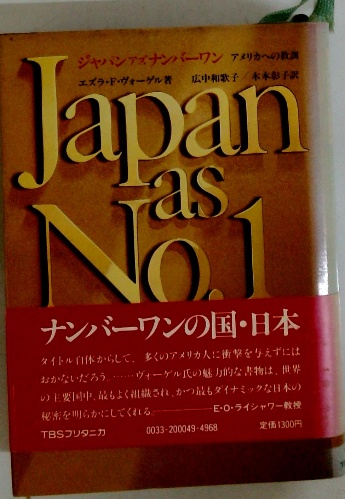 ジャパンアズナンバーワン アメリカへの教訓
エズラ・F・ヴォーゲル著 広中和歌子/木本彰子訳
Japan
as
No.1
ナンバーワンの国・日本
タイトル自体からして、多くのアメリカ人に衝撃を与えずには
おかないだろう。……ヴォーゲル氏の魅力的な書物は、世界
の主要国中、最もよく組織され、かつ最もダイナミックな日本の
秘密を明らかにしてくれる。――E・O・ライシャワー教授
TBSブリタニカ 0033-200049-4968 定価1300円